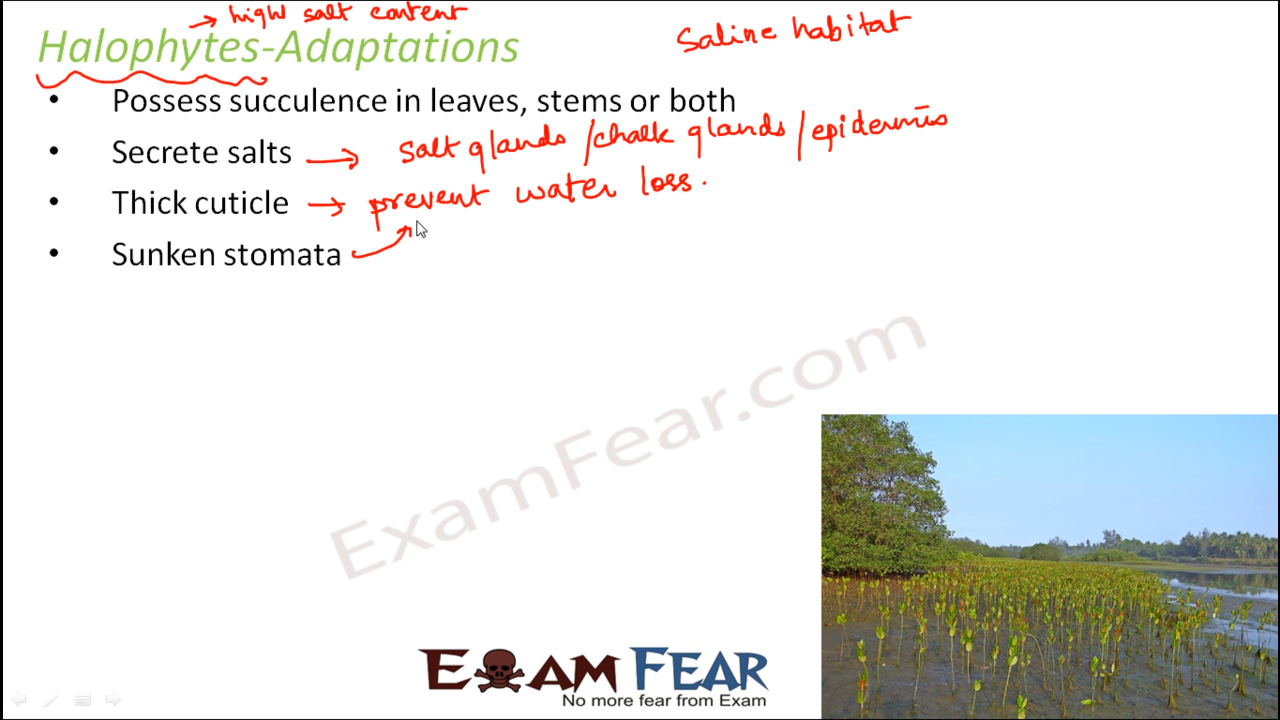 → high salt content
Halophytes-Adaptations
Saline habitat
• Possess succulence in leaves, stems or both
• Secrete salts → salt glands /chalk glands /epidermis
• Thick cuticle → prevent water loss.
• Sunken stomata
ExamFear.com
EXAM FEAR
No more fear from Exam